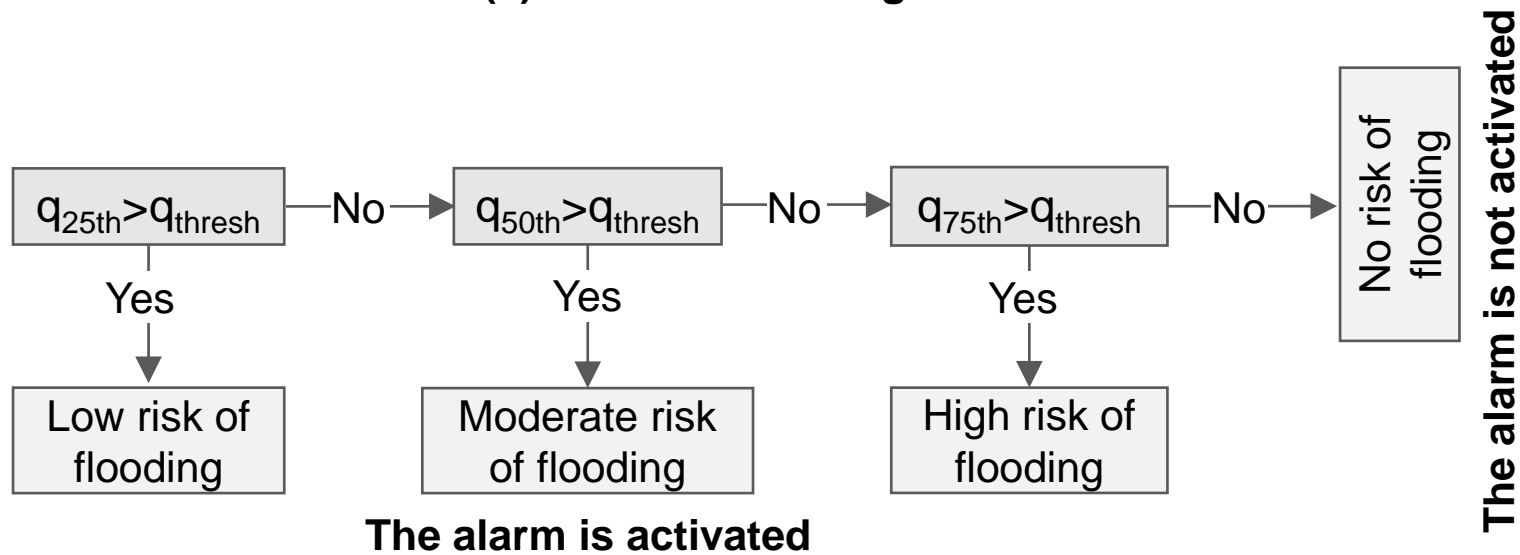 q25th>qthresh
No
q50th>qthresh
No
q75th>qthresh
No
No risk of
flooding
The alarm is not activated
Yes
Yes
Yes
Low risk of
flooding
Moderate risk
of flooding
High risk of
flooding
The alarm is activated